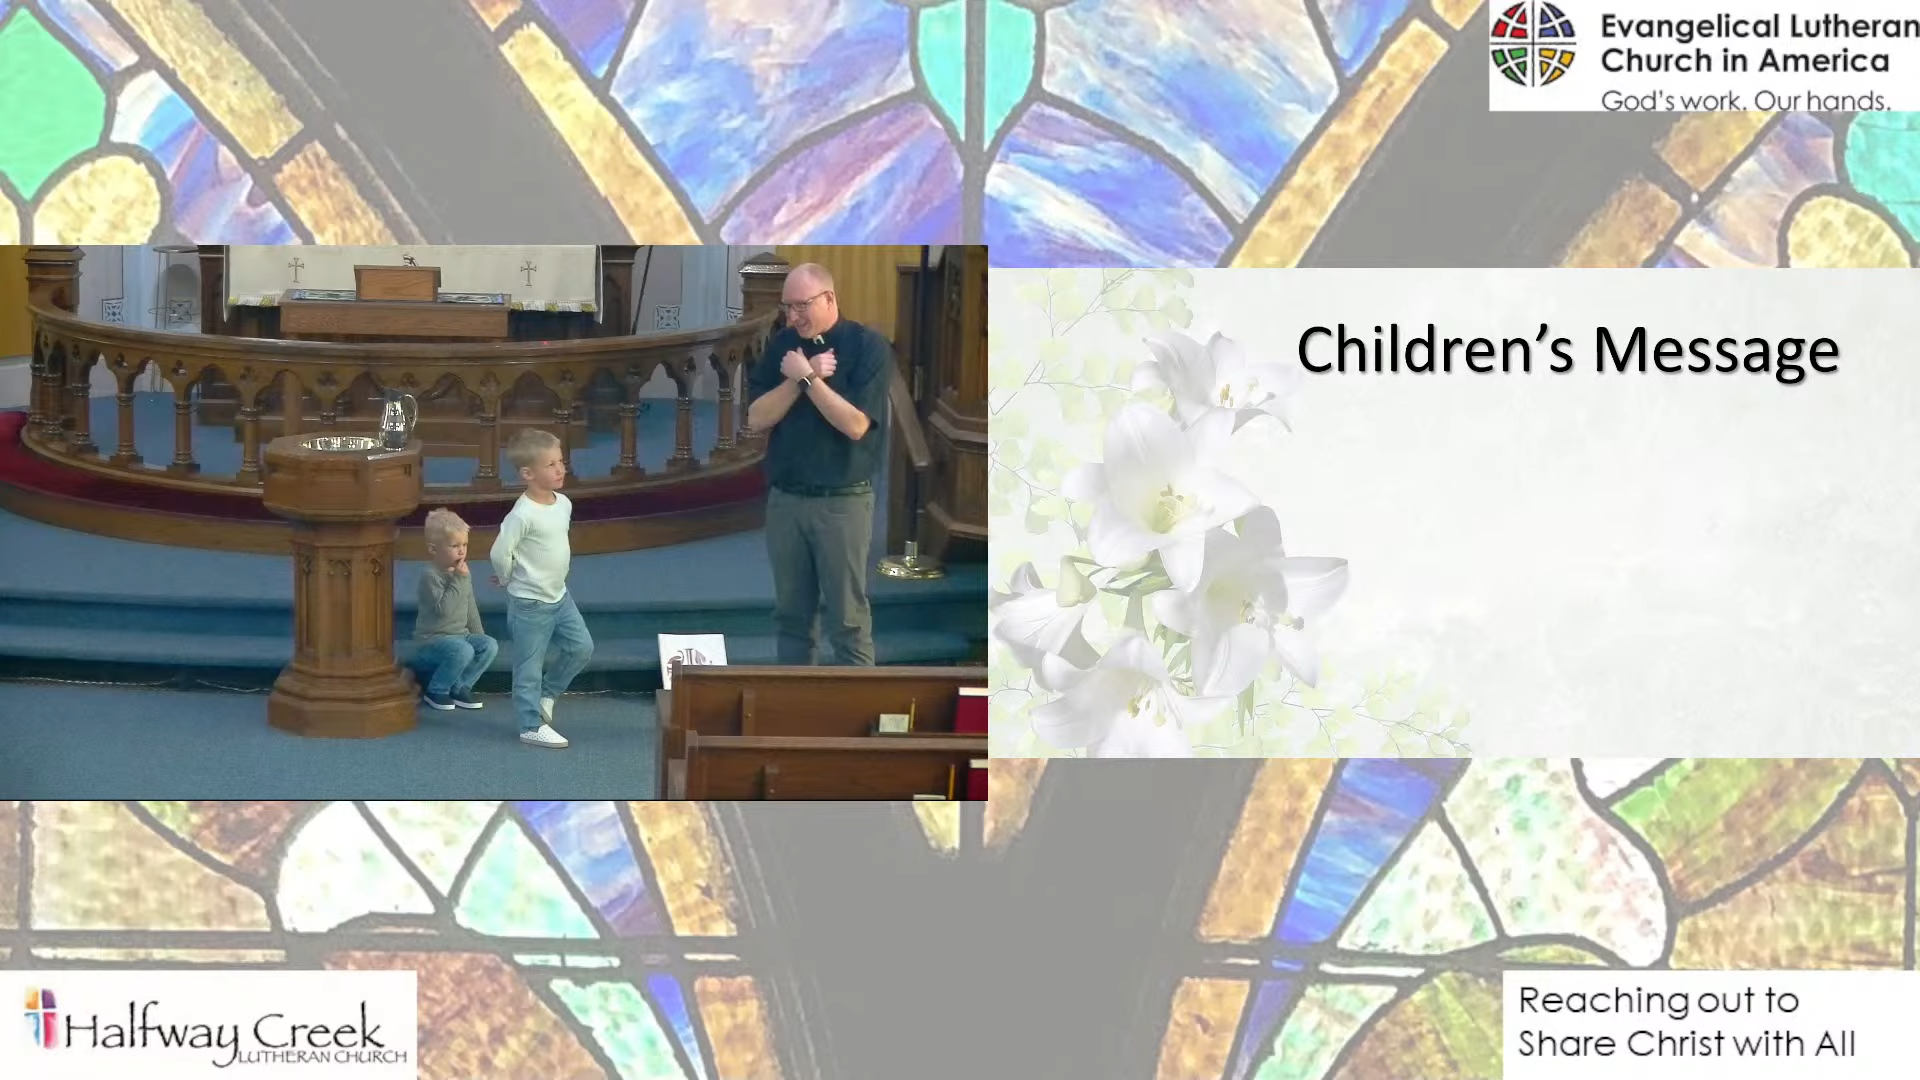 Evangelical Lutheran
Church in America
God's work. Our hands.
Children's Message
Halfway Creek
LUTHERAN CHURCH
Reaching out to
Share Christ with All